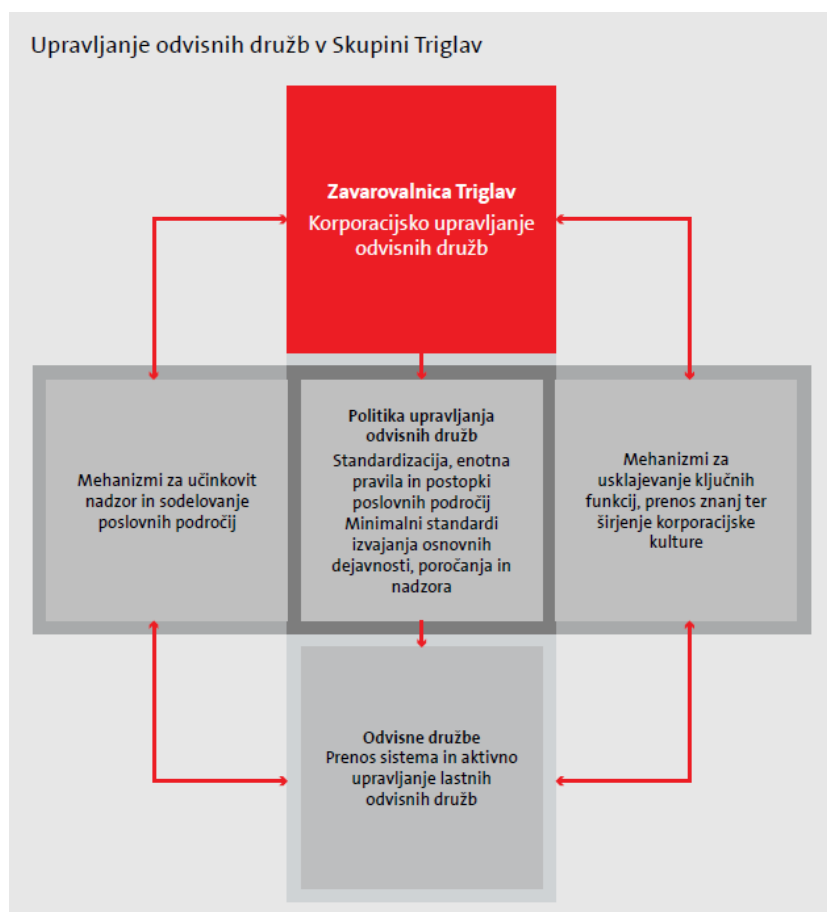 Upravljanje odvisnih družb v Skupini Triglav
Zavarovalnica Triglav
Korporacijsko upravljanje
odvisnih družb
Mehanizmi za učinkovit
nadzor in sodelovanje
poslovnih področij
Politika upravljanja
odvisnih družb
Standardizacija, enotna
pravila in postopki
poslovnih področij
Minimalni standardi
izvajanja osnovnih
dejavnosti, poročanja in
nadzora
Mehanizmi za
usklajevanje ključnih
funkcij, prenos znanj ter
širjenje korporacijske
kulture
Odvisne družbe
Prenos sistema in aktivno
upravljanje lastnih
odvisnih družb